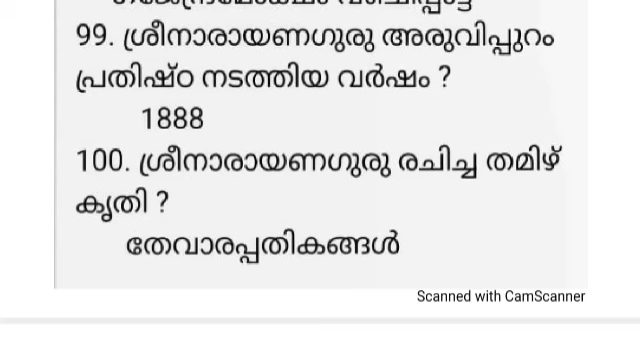 99. ശ്രീനാരായണഗുരു അരുവിപ്പുറം
പ്രതിഷ്ഠ നടത്തിയ വർഷം ?
1888
100. ശ്രീനാരായണഗുരു രചിച്ച തമിഴ്
കൃതി ?
തേവാരപ്പതികങ്ങൾ
Scanned with CamScanner